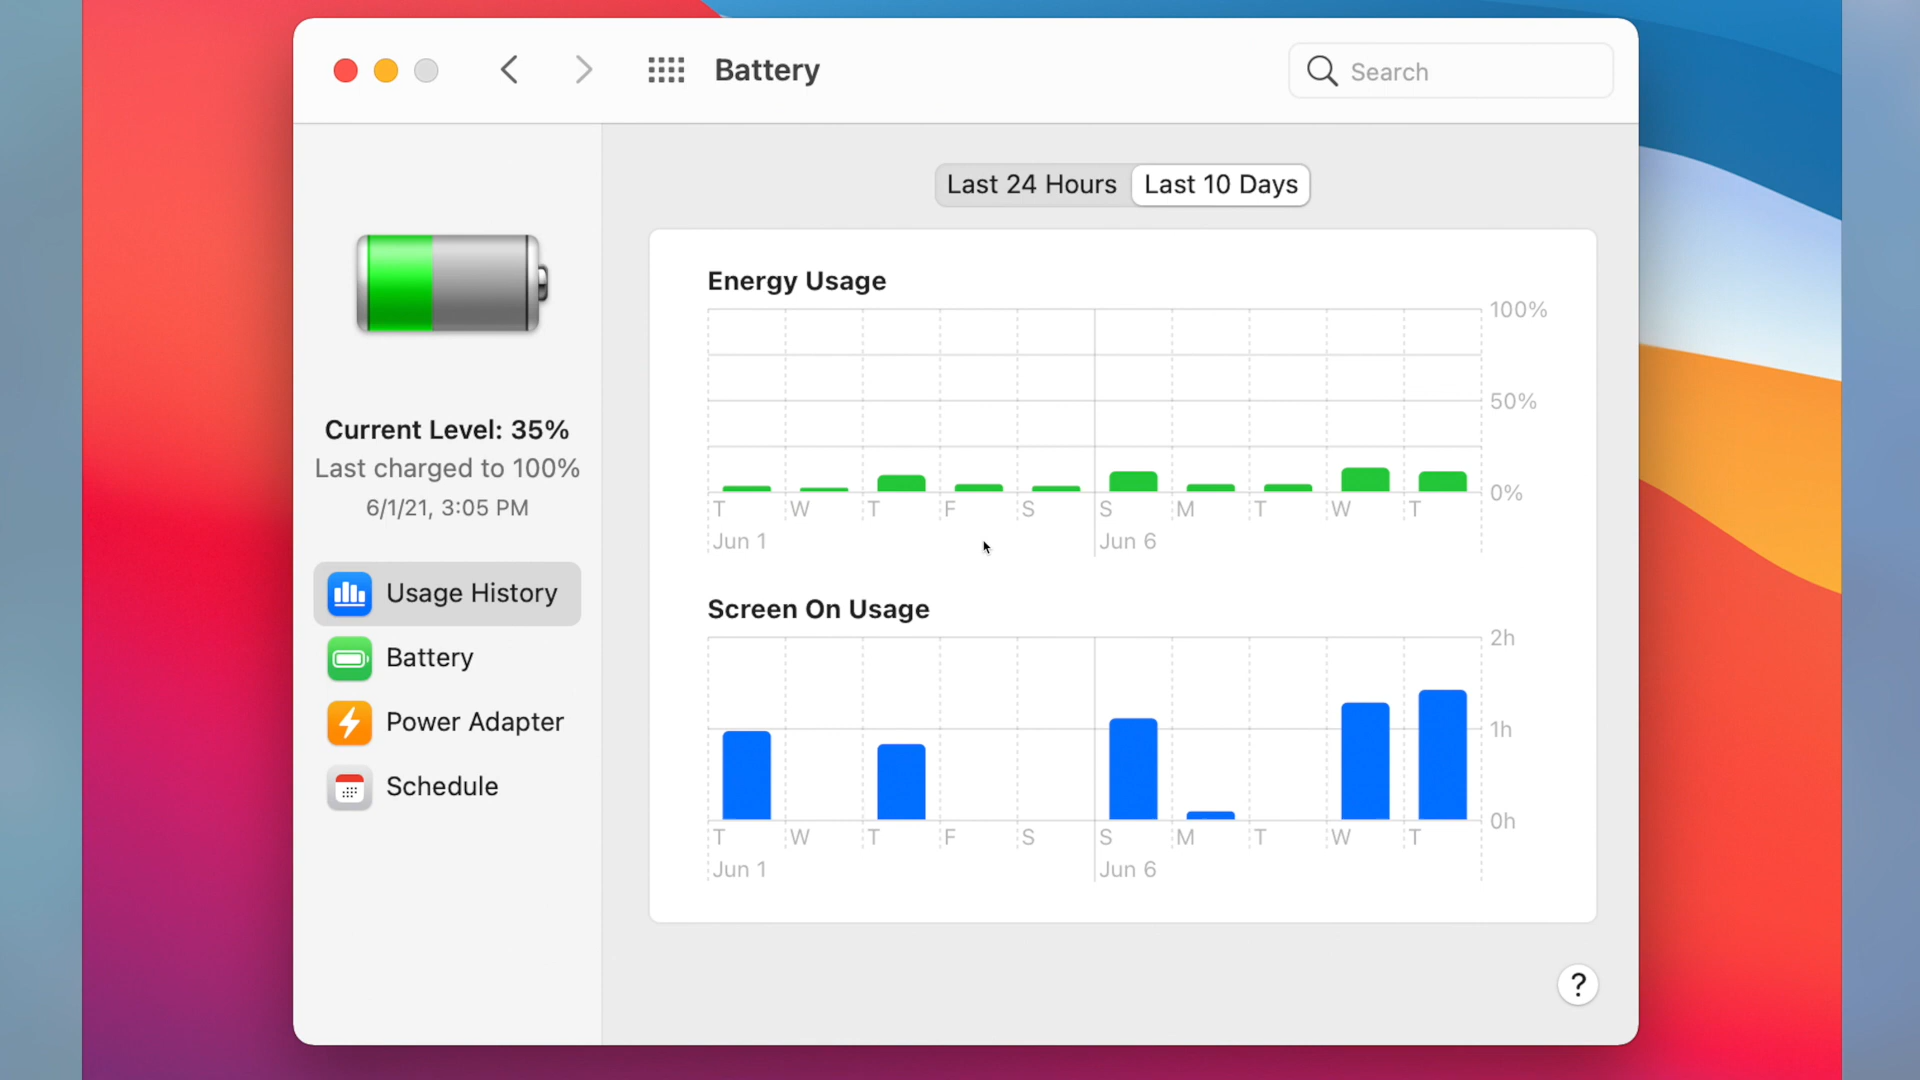 Battery
Search
Last 24 Hours
Last 10 Days
Current Level: 35%
Last charged to 100%
6/1/21, 3:05 PM
Usage History
Battery
Power Adapter
Schedule
Energy Usage
100%
50%
0%
T W T F S S M T W T
Jun 1 Jun 6
Screen On Usage
2h
1h
0h
T W T F S S M T W T
Jun 1 Jun 6
?